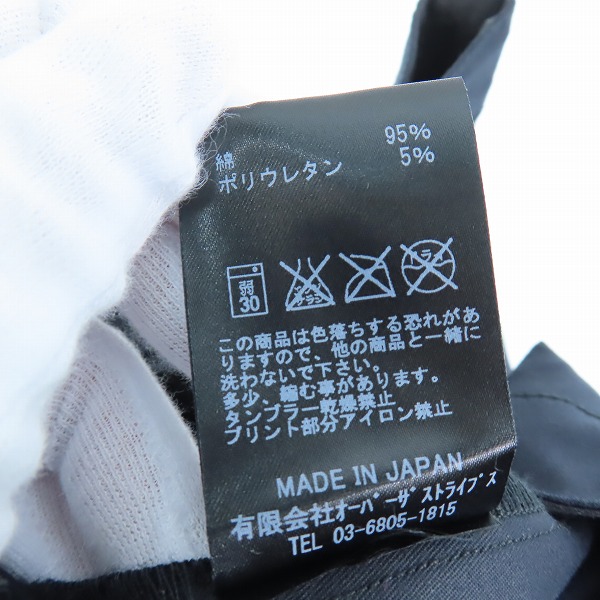 綿 95%
ポリウレタン 5%
弱
30
この商品は色落ちする恐れがあ
りますので、他の商品と一緒に
洗わないで下さい。
多少、縮む事があります。
タンブラー乾燥禁止
プリント部分アイロン禁止
MADE IN JAPAN
有限会社オーバーザストライプス
TEL 03-6805-1815